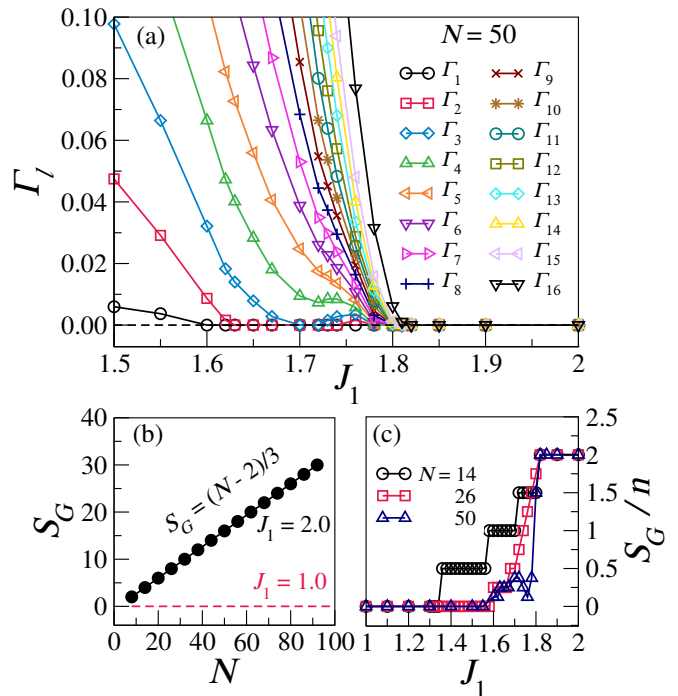 (a)
N = 50
Γ1 Γ9
Γ2 Γ10
Γ3 Γ11
Γ4 Γ12
Γ5 Γ13
Γ6 Γ14
Γ7 Γ15
Γ8 Γ16
0.10
0.08
0.06
0.04
0.02
0.00
Γl
1.5 1.6 1.7 1.8 1.9 2
J1
(b)
SG = (N - 2)/3
J1 = 2.0
J1 = 1.0
40
30
20
10
0
SG
0 20 40 60 80 100
N
(c)
N = 14
26
50
2.5
2
1.5
1
0.5
0
SG / n
1 1.2 1.4 1.6 1.8 2
J1